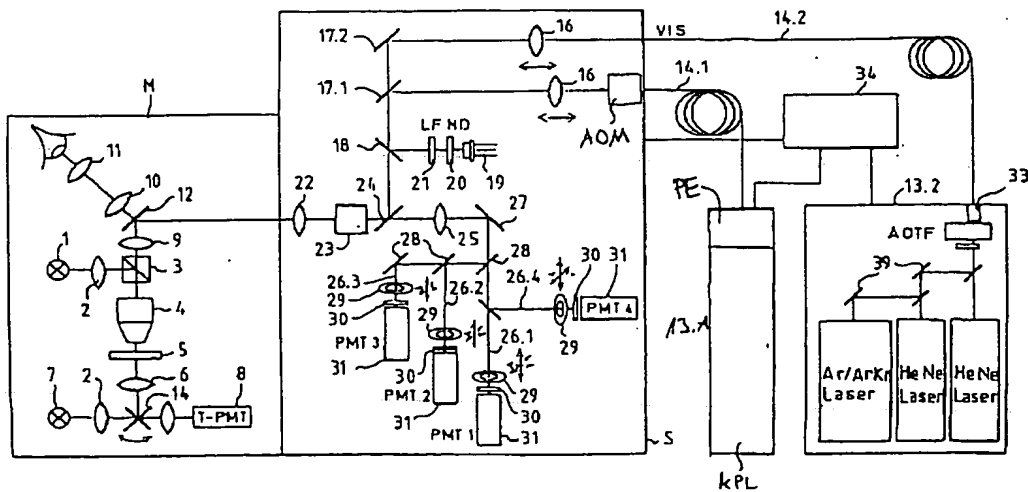 M
11
10
12
9
1
2
3
4
5
6
7
2
14
8
T-PMT
17.2
16
VIS
14.2
17.1
16
14.1
34
AOM
18
LF ND
21
20
19
22
24
27
23
25
28
28
26.3
26.2
26.4
30
31
29
30
29
PMT 4
29
PMT 3
31
30
26.1
PMT 2
31
29
30
PMT 1
31
S
PE
13.1
kPL
13.2
33
AOTF
39
Ar/ArKr
Laser
HeNe
Laser
HeNe
Laser